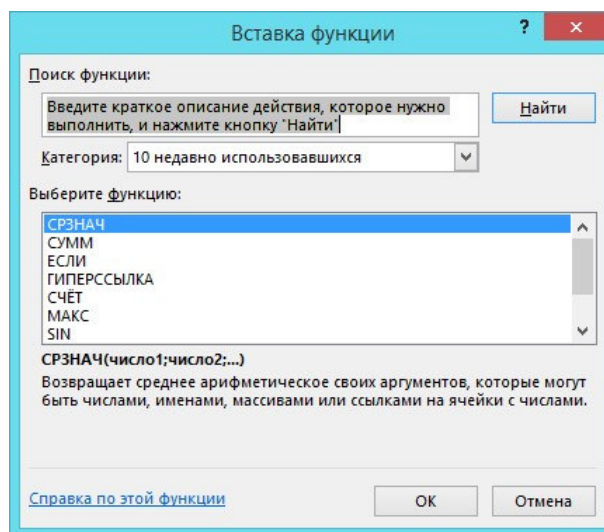 Вставка функции
?
×
Поиск функции:
Введите краткое описание действия, которое нужно
выполнить, и нажмите кнопку "Найти"
Найти
Категория: 10 недавно использовавшихся
Выберите функцию:
СРЗНАЧ
СУММ
ЕСЛИ
ГИПЕРССЫЛКА
СЧЁТ
МАКС
SIN
СРЗНАЧ(число1;число2;...)
Возвращает среднее арифметическое своих аргументов, которые могут
быть числами, именами, массивами или ссылками на ячейки с числами.
Справка по этой функции
ОК
Отмена